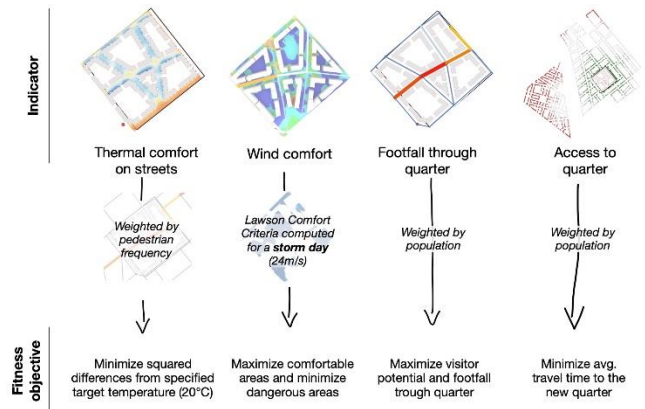 Indicator
Thermal comfort
on streets
Wind comfort
Footfall through
quarter
Access to
quarter
Weighted by
pedestrian
frequency
Lawson Comfort
Criteria computed
for a storm day
(24m/s)
Weighted by
population
Weighted by
population
Fitness
objective
Minimize squared
differences from specified
target temperature (20°C)
Maximize comfortable
areas and minimize
dangerous areas
Maximize visitor
potential and footfall
trough quarter
Minimize avg.
travel time to the
new quarter